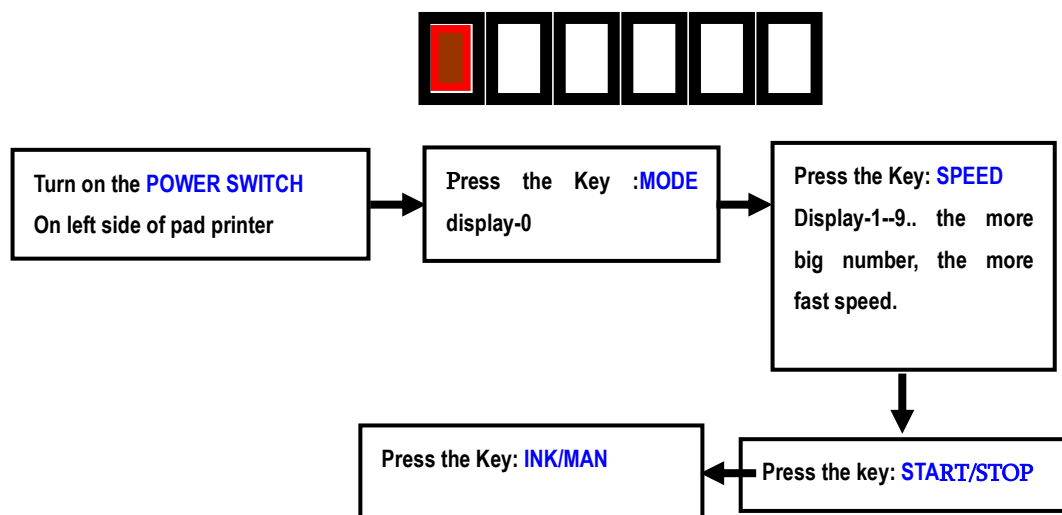 Turn on the POWER SWITCH
On left side of pad printer
Press the Key :MODE
display-0
Press the Key: SPEED
Display-1--9.. the more
big number, the more
fast speed.
Press the key: START/STOP
Press the Key: INK/MAN